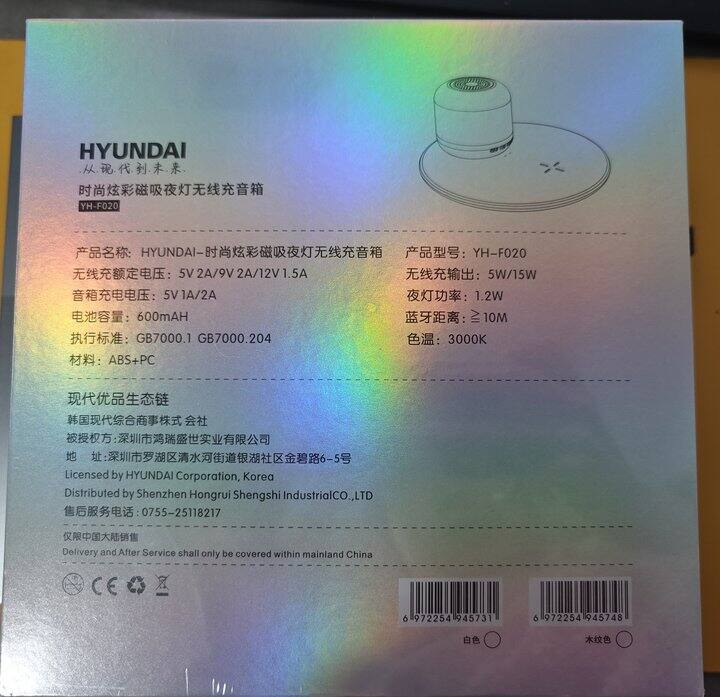 HYUNDAI
.从.现.代.到.未.来.
时尚炫彩磁吸夜灯无线充音箱
YH-F020
产品名称: HYUNDAI-时尚炫彩磁吸夜灯无线充音箱 产品型号: YH-F020
无线充额定电压: 5V 2A/9V 2A/12V 1.5A 无线充输出: 5W/15W
音箱充电电压: 5V 1A/2A 夜灯功率: 1.2W
电池容量: 600mAH 蓝牙距离: ≧10M
执行标准: GB7000.1 GB7000.204 色温: 3000K
材料: ABS+PC
现代优品生态链
韩国现代综合商事株式 会社
被授权方:深圳市鸿瑞盛世实业有限公司
地 址:深圳市罗湖区清水河街道银湖社区金碧路6-5号
Licensed by HYUNDAI Corporation, Korea
Distributed by Shenzhen Hongrui Shengshi IndustrialCO.,LTD
售后服务电话: 0755-25118217
仅限中国大陆销售
Delivery and After Service shall only be covered within mainland China
CE
6 972254 945731 6 972254 945748
白色 木纹色